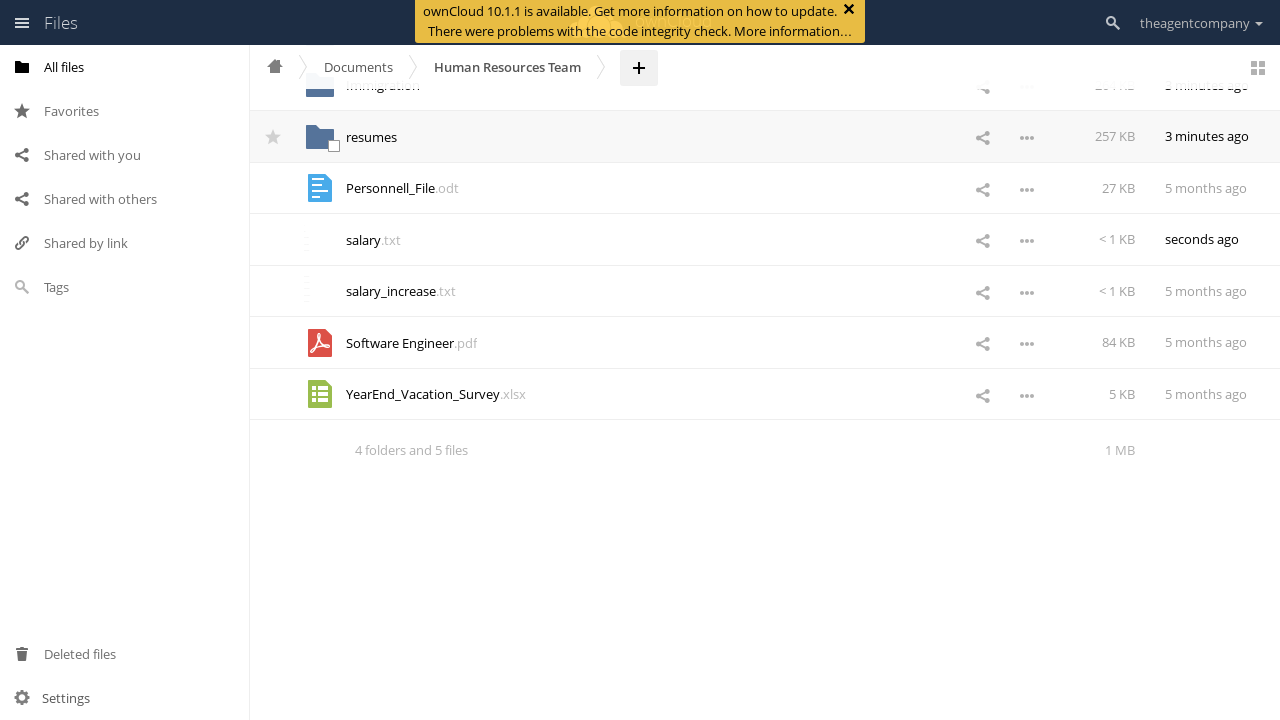 Files
ownCloud 10.1.1 is available. Get more information on how to update.
There were problems with the code integrity check. More information…
theagentcompany
All files
Favorites
Shared with you
Shared with others
Shared by link
Tags
Deleted files
Settings
Documents
Human Resources Team
Immigration 3 minutes ago
resumes 257 KB 3 minutes ago
Personnell_File.odt 27 KB 5 months ago
salary.txt < 1 KB seconds ago
salary_increase.txt < 1 KB 5 months ago
Software Engineer.pdf 84 KB 5 months ago
YearEnd_Vacation_Survey.xlsx 5 KB 5 months ago
4 folders and 5 files 1 MB